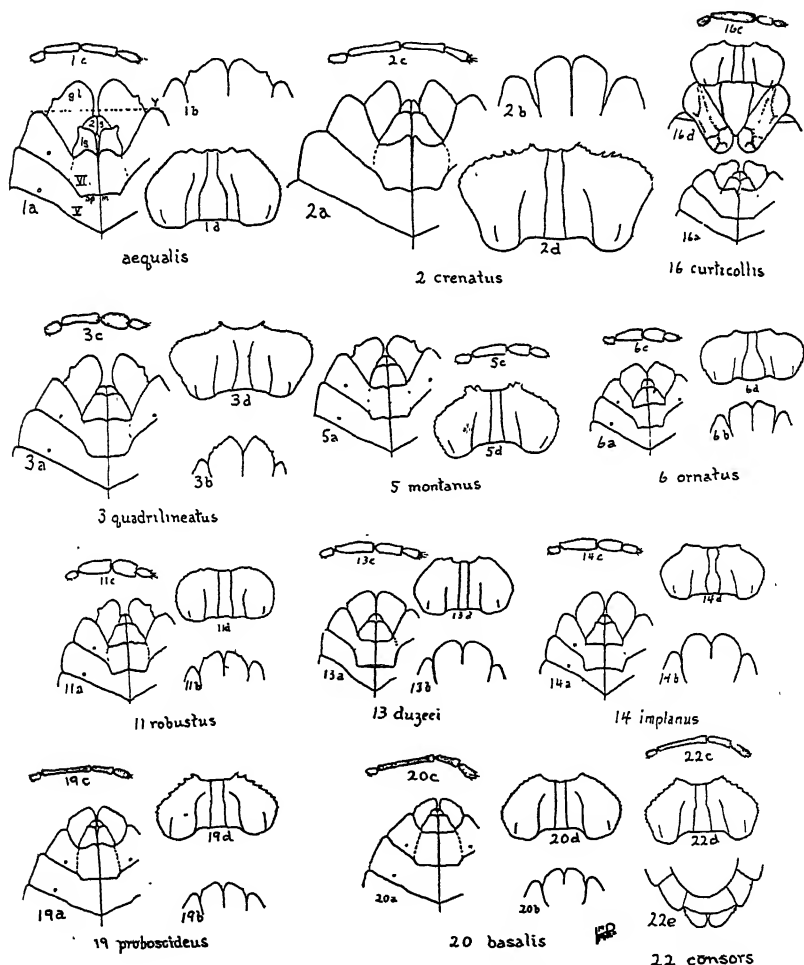 1c
gl
Y
1b
2
s
1g
VI.
sp m
V
1a
1d
aequalis
2c
2b
2a
2d
2 crenatus
16c
16d
16a
16 curticollis
3c
3d
3a
3b
3 quadrilineatus
5c
5a
5d
5 montanus
6c
6d
6a
6b
6 ornatus
11c
11d
11a
11b
11 robustus
13c
13d
13a
13b
13 duzeei
14c
14d
14a
14b
14 implanus
19c
19d
19a
19b
19 proboscideus
20c
20d
20a
20b
20 basalis
22c
22d
22e
22 consors